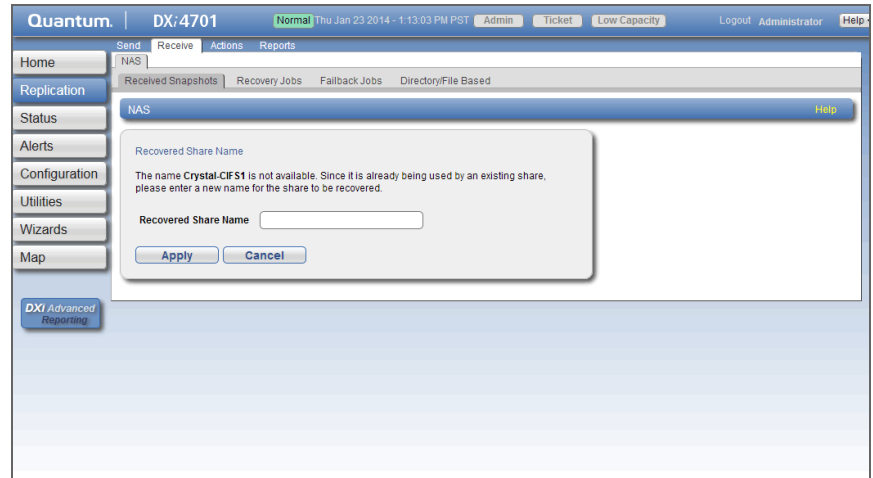 Quantum. DXi4701 Normal Thu Jan 23 2014 - 1:13:03 PM PST Admin Ticket Low Capacity Logout Administrator Help
Send Receive Actions Reports
Home
NAS
Received Snapshots Recovery Jobs Failback Jobs Directory/File Based
Replication
NAS Help
Status
Alerts
Configuration
Utilities
Wizards
Map
Recovered Share Name
The name Crystal-CIFS1 is not available. Since it is already being used by an existing share,
please enter a new name for the share to be recovered.
Recovered Share Name
Apply Cancel
DXi Advanced
Reporting